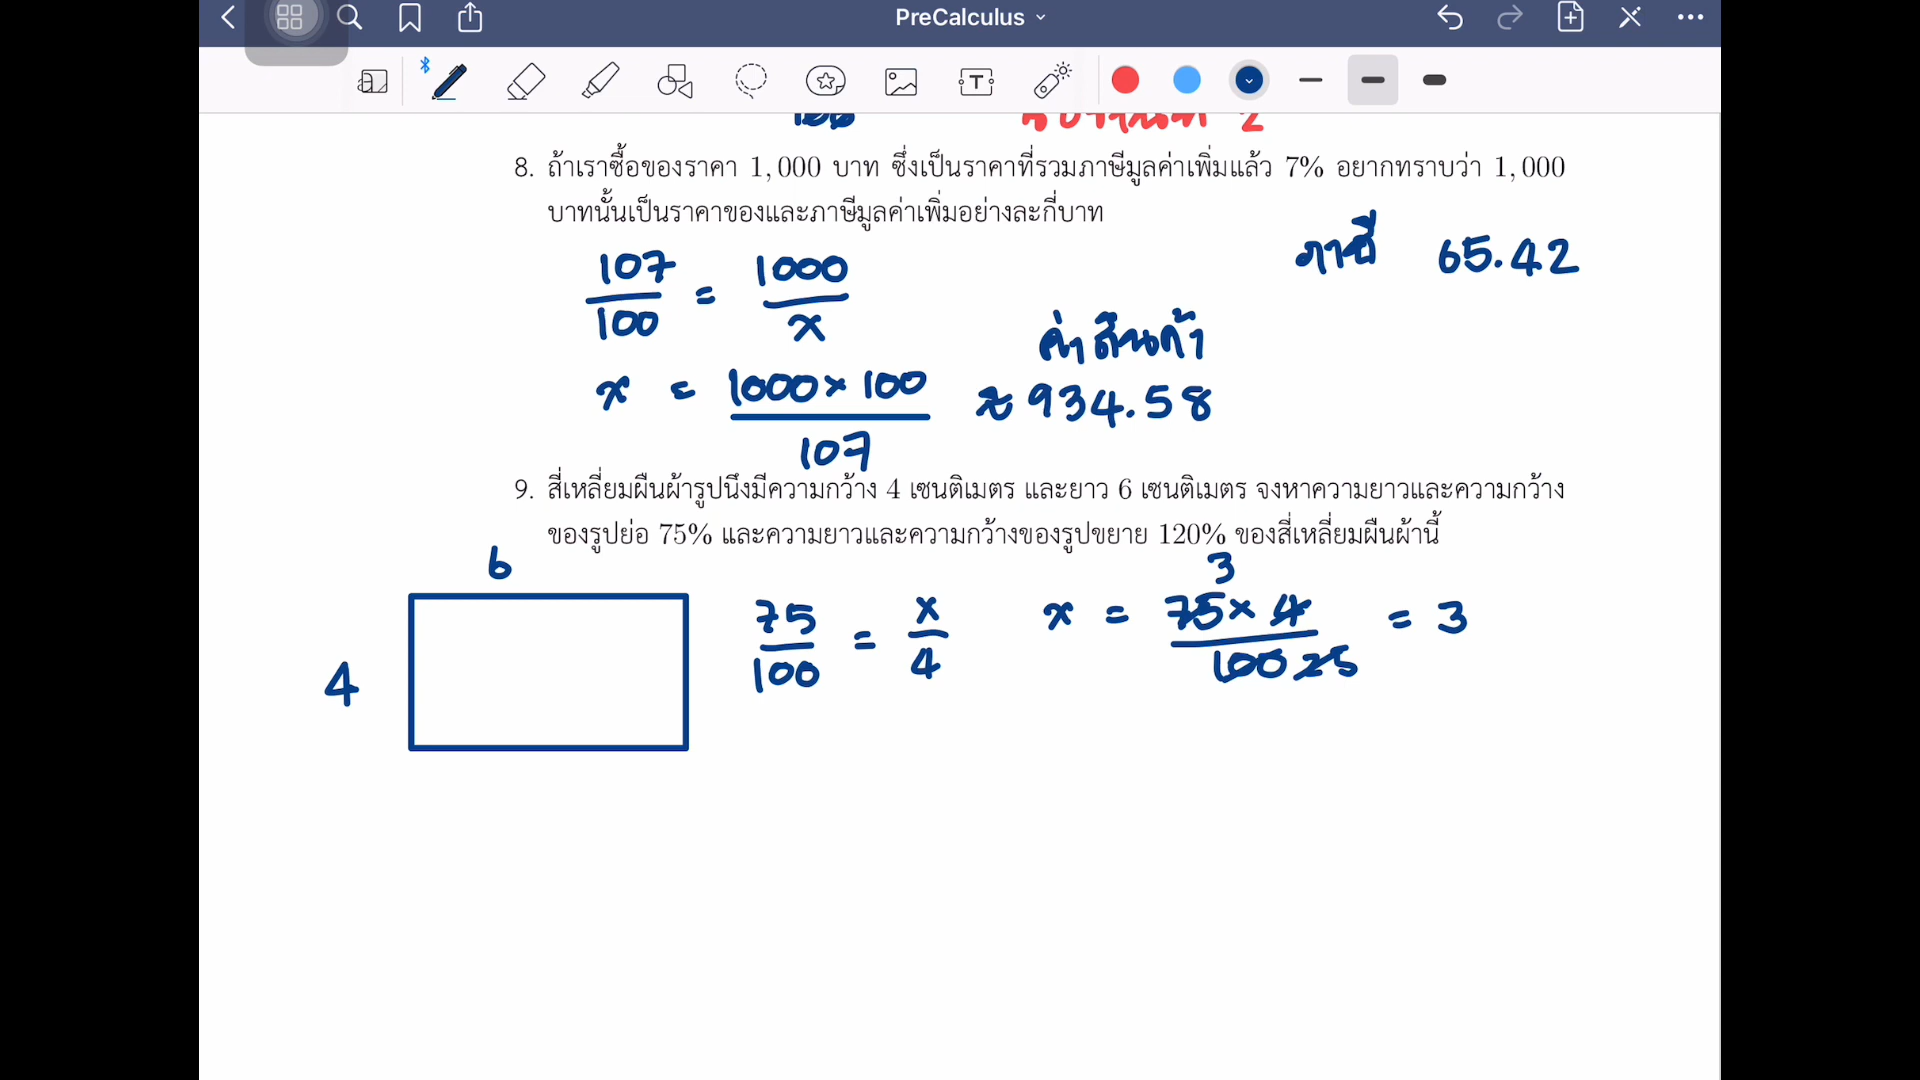 PreCalculus
8. ถ้าเราซื้อของราคา 1,000 บาท ซึ่งเป็นราคาที่รวมภาษีมูลค่าเพิ่มแล้ว 7% อยากทราบว่า 1,000
บาทนั้นเป็นราคาของและภาษีมูลค่าเพิ่มอย่างละกี่บาท
ภาษี 65.42
107/100 = 1000/x
ค่าสินค้า
x = 1000 × 100/107 ≈ 934.58
9. สี่เหลี่ยมผืนผ้ารูปนึงมีความกว้าง 4 เซนติเมตร และยาว 6 เซนติเมตร จงหาความยาวและความกว้าง
ของรูปย่อ 75% และความยาวและความกว้างของรูปขยาย 120% ของสี่เหลี่ยมผืนผ้านี้
6
4
75/100 = x/4
3
x = 75 × 4/100 25 = 3